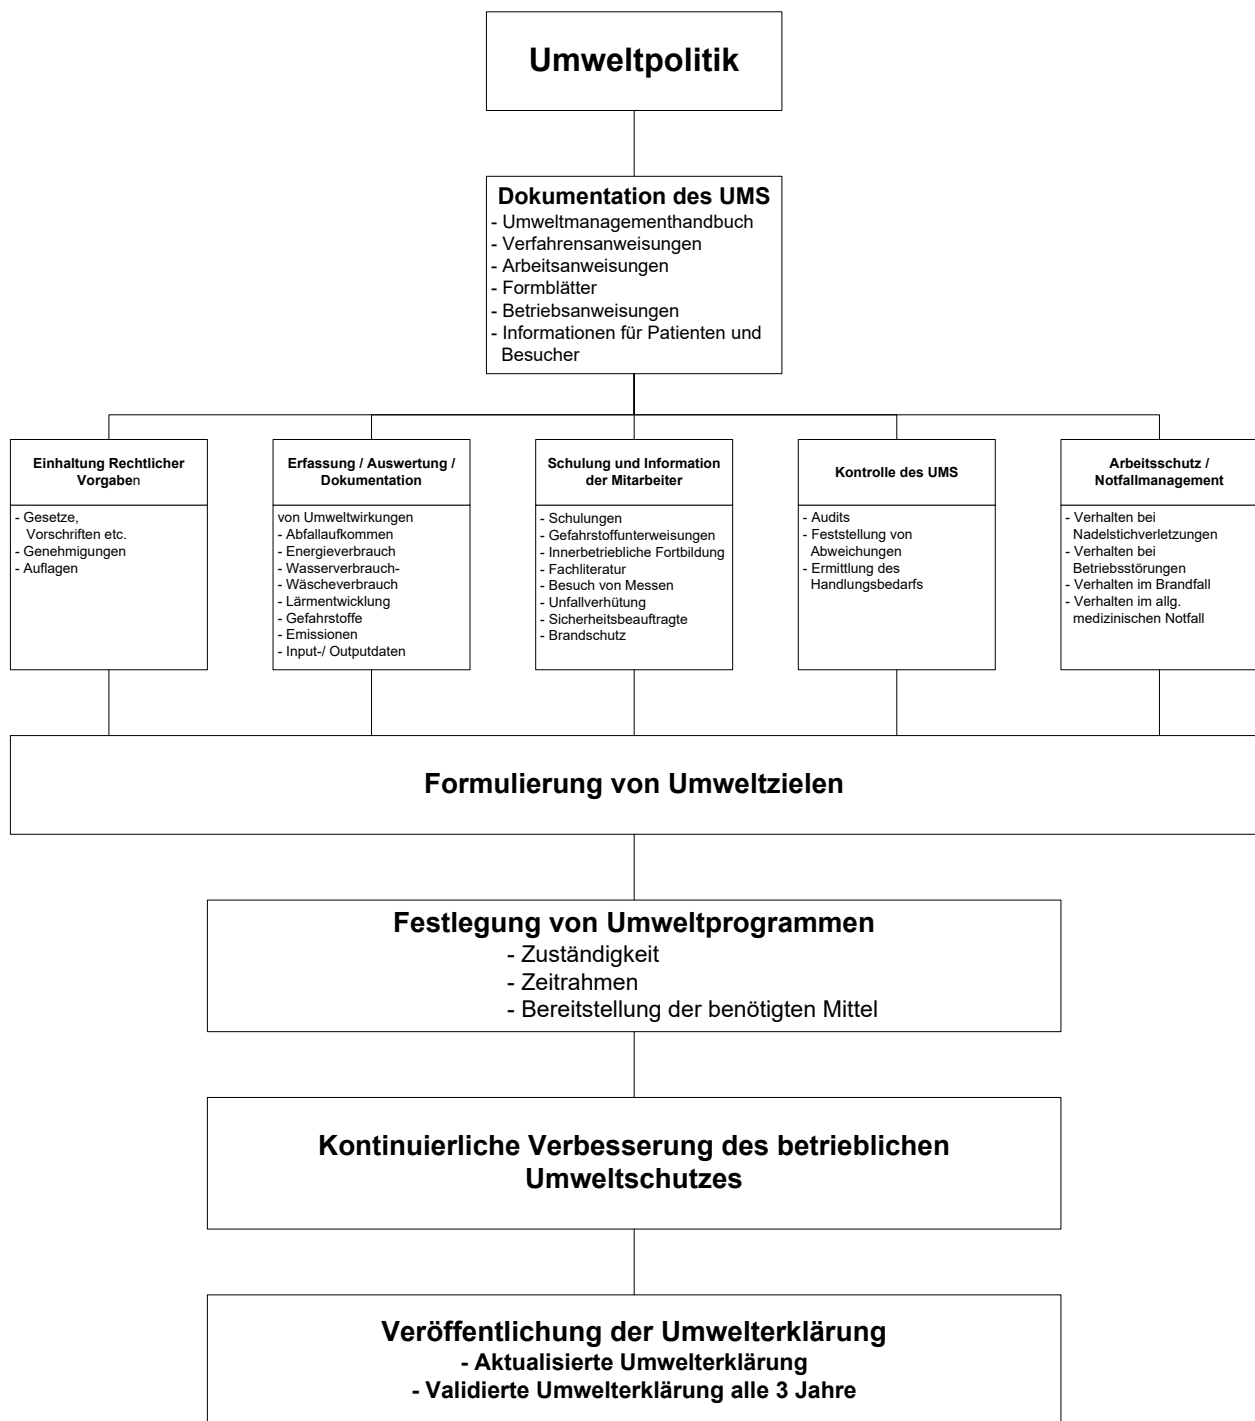 Umweltpolitik
Dokumentation des UMS
- Umweltmanagementhandbuch
- Verfahrensanweisungen
- Arbeitsanweisungen
- Formblätter
- Betriebsanweisungen
- Informationen für Patienten und
Besucher
Einhaltung Rechtlicher
Vorgaben
- Gesetze,
Vorschriften etc.
- Genehmigungen
- Auflagen
Erfassung / Auswertung /
Dokumentation
von Umweltwirkungen
- Abfallaufkommen
- Energieverbrauch
- Wasserverbrauch-
- Wäscheverbrauch
- Lärmentwicklung
- Gefahrstoffe
- Emissionen
- Input-/ Outputdaten
Schulung und Information
der Mitarbeiter
- Schulungen
- Gefahrstoffunterweisungen
- Innerbetriebliche Fortbildung
- Fachliteratur
- Besuch von Messen
- Unfallverhütung
- Sicherheitsbeauftragte
- Brandschutz
Kontrolle des UMS
- Audits
- Feststellung von
Abweichungen
- Ermittlung des
Handlungsbedarfs
Arbeitsschutz /
Notfallmanagement
- Verhalten bei
Nadelstichverletzungen
- Verhalten bei
Betriebsstörungen
- Verhalten im Brandfall
- Verhalten im allg.
medizinischen Notfall
Formulierung von Umweltzielen
Festlegung von Umweltprogrammen
- Zuständigkeit
- Zeitrahmen
- Bereitstellung der benötigten Mittel
Kontinuierliche Verbesserung des betrieblichen
Umweltschutzes
Veröffentlichung der Umwelterklärung
- Aktualisierte Umwelterklärung
- Validierte Umwelterklärung alle 3 Jahre